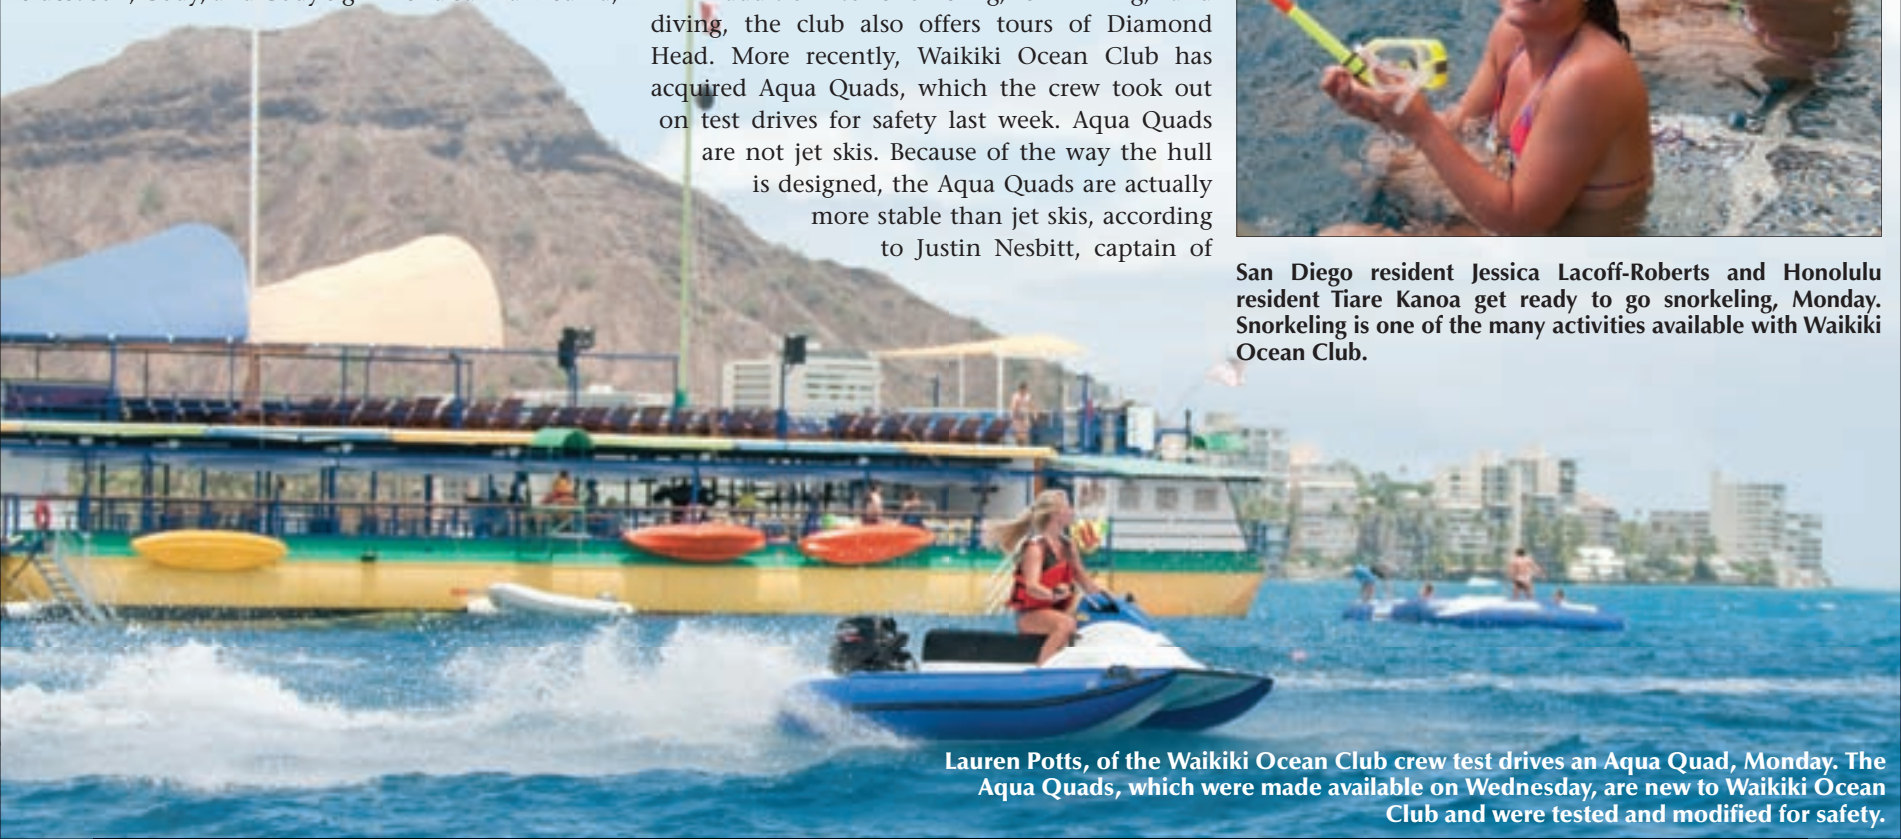 diving, the club also offers tours of Diamond
Head. More recently, Waikiki Ocean Club has
acquired Aqua Quads, which the crew took out
on test drives for safety last week. Aqua Quads
are not jet skis. Because of the way the hull
is designed, the Aqua Quads are actually
more stable than jet skis, according
to Justin Nesbitt, captain of
San Diego resident Jessica Lacoff-Roberts and Honolulu
resident Tiare Kanoa get ready to go snorkeling, Monday.
Snorkeling is one of the many activities available with Waikiki
Ocean Club.
Lauren Potts, of the Waikiki Ocean Club crew test drives an Aqua Quad, Monday. The
Aqua Quads, which were made available on Wednesday, are new to Waikiki Ocean
Club and were tested and modified for safety.